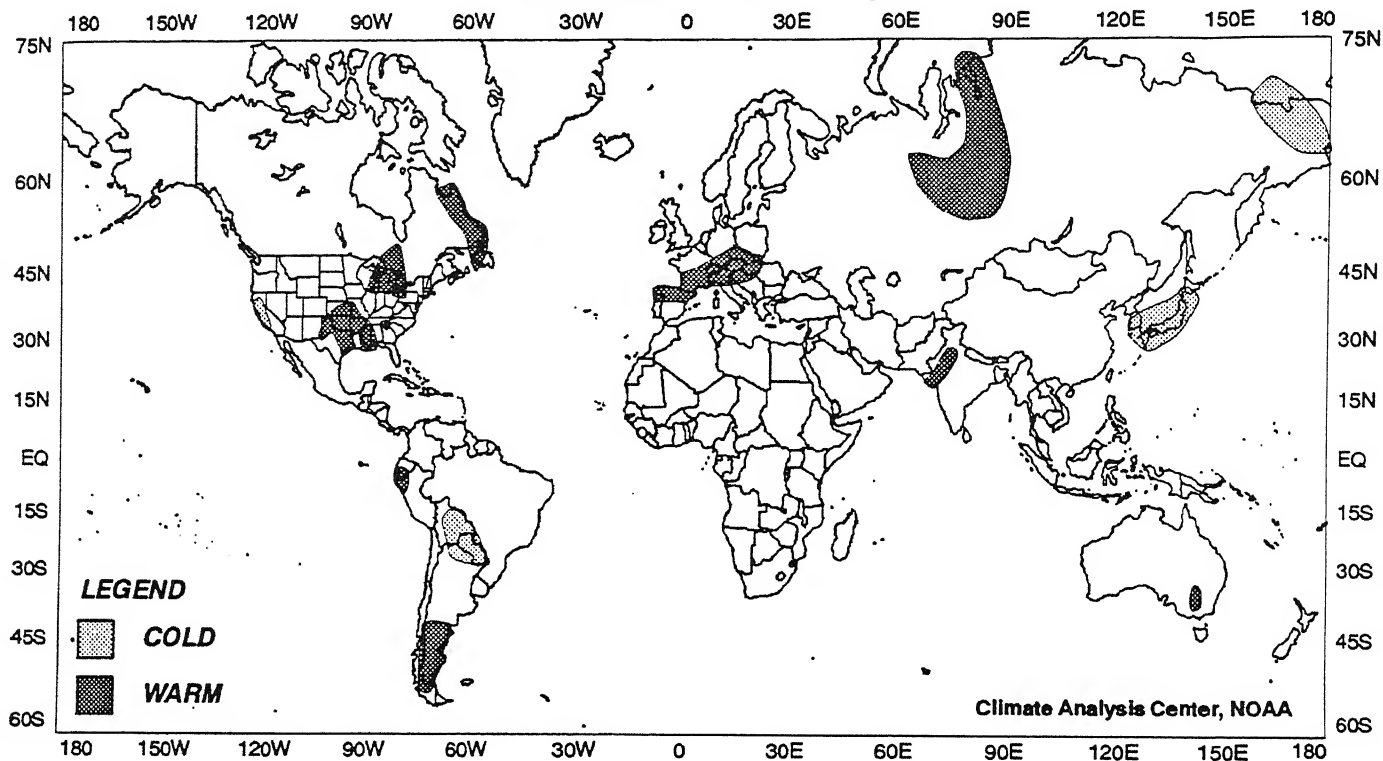 180 150W 120W 90W 60W 30W 0 30E 60E 90E 120E 150E 180
75N 75N
60N 60N
45N 45N
30N 30N
15N 15N
EQ EQ
15S 15S
30S 30S
LEGEND
COLD
45S 45S
WARM
Climate Analysis Center, NOAA
60S 60S
180 150W 120W 90W 60W 30W 0 30E 60E 90E 120E 150E 180